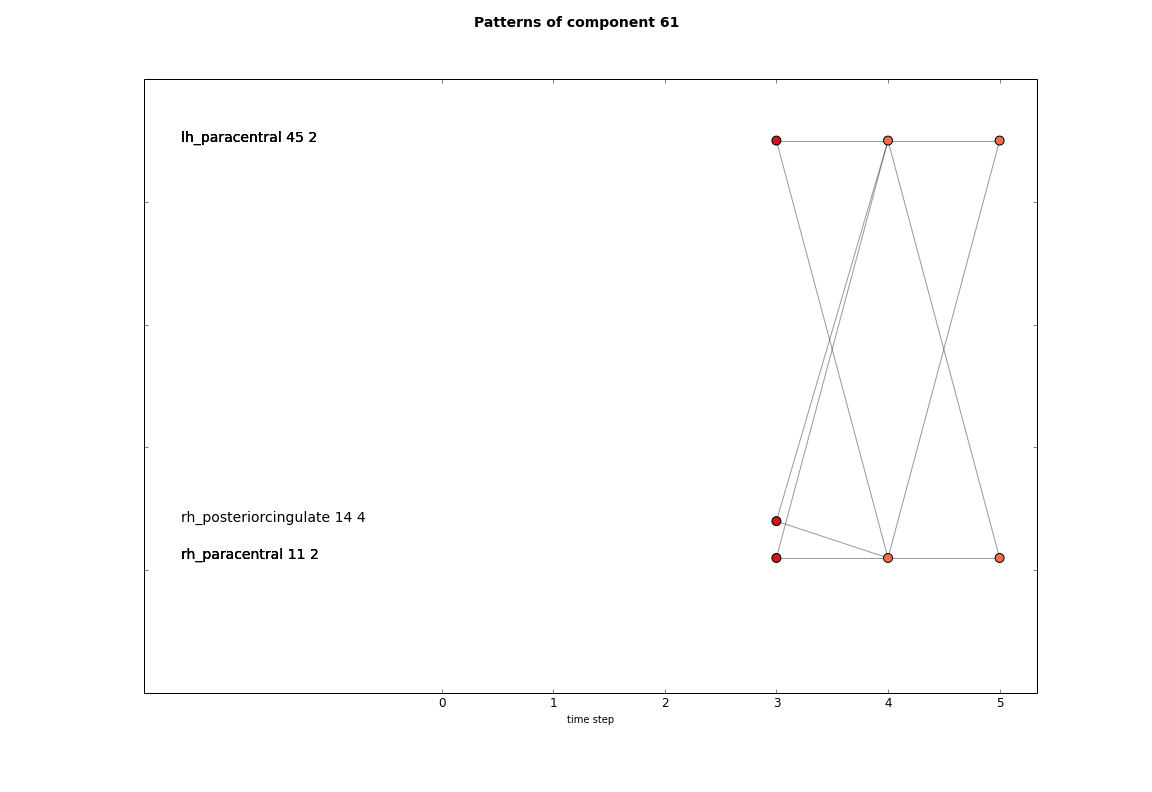 Patterns of component 61
lh_paracentral 45 2
rh_posteriorcingulate 14 4
rh_paracentral 11 2
0 1 2 3 4 5
time step